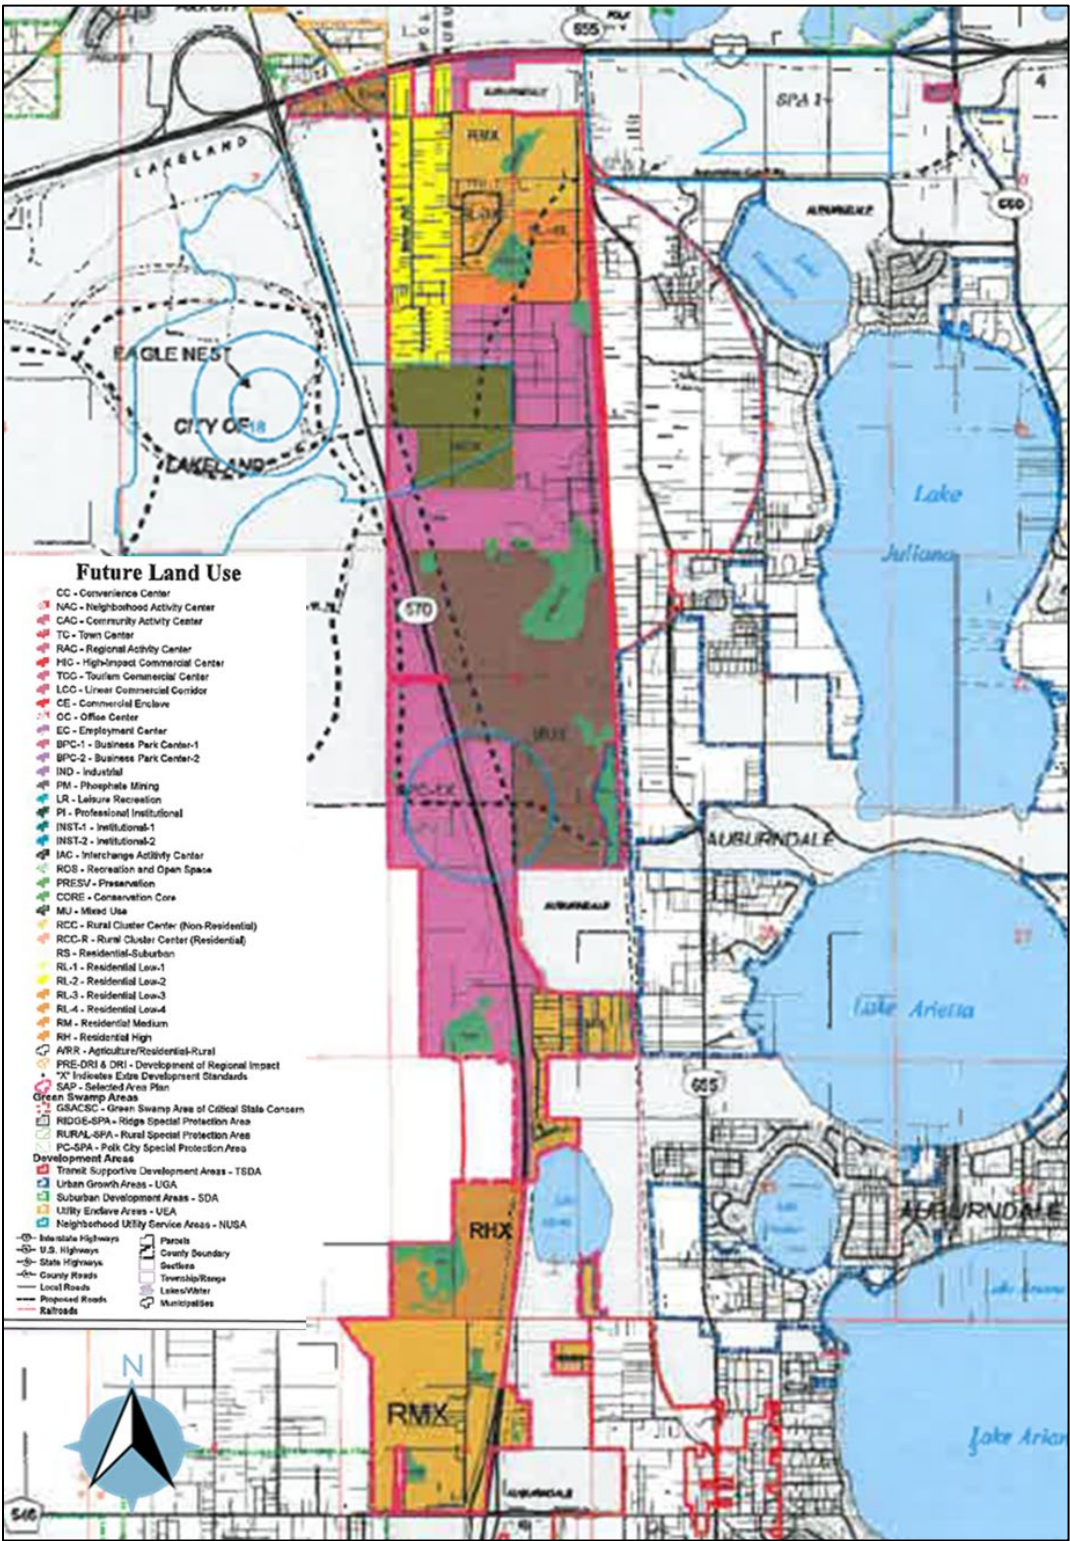 655
SPA 1
4
LAKELAND
7
RMX
AUBURNDALE
660
EAGLE NEST
CITY OF 18
LAKELAND
Lake
Juliana
570
AUBURNDALE
AUBURNDALE
27
Lake Arietta
655
AUBURNDALE
RHX
RMX
Lake Arian
AUBURNDALE
546
N
Future Land Use
CC - Convenience Center
NAC - Neighborhood Activity Center
CAC - Community Activity Center
TC - Town Center
RAC - Regional Activity Center
HIC - High-Impact Commercial Center
TCC - Tourism Commercial Center
LCC - Linear Commercial Corridor
CE - Commercial Enclave
OC - Office Center
EC - Employment Center
BPC-1 - Business Park Center-1
BPC-2 - Business Park Center-2
IND - Industrial
PM - Phosphate Mining
LR - Leisure Recreation
PI - Professional Institutional
INST-1 - Institutional-1
INST-2 - Institutional-2
IAC - Interchange Activity Center
ROS - Recreation and Open Space
PRESV - Preservation
CORE - Conservation Core
MU - Mixed Use
RCC - Rural Cluster Center (Non-Residential)
RCC-R - Rural Cluster Center (Residential)
RS - Residential-Suburban
RL-1 - Residential Low-1
RL-2 - Residential Low-2
RL-3 - Residential Low-3
RL-4 - Residential Low-4
RM - Residential Medium
RH - Residential High
A/RR - Agriculture/Residential-Rural
PRE-DRI & DRI - Development of Regional Impact
"X" Indicates Extra Development Standards
SAP - Selected Area Plan
Green Swamp Areas
GSACSC - Green Swamp Area of Critical State Concern
RIDGE-SPA - Ridge Special Protection Area
RURAL-SPA - Rural Special Protection Area
PC-SPA - Polk City Special Protection Area
Development Areas
Transit Supportive Development Areas - TSDA
Urban Growth Areas - UGA
Suburban Development Areas - SDA
Utility Enclave Areas - UEA
Neighborhood Utility Service Areas - NUSA
Interstate Highways
U.S. Highways
State Highways
County Roads
Local Roads
Proposed Roads
Railroads
Parcels
County Boundary
Sections
Township/Range
Lakes/Water
Municipalities